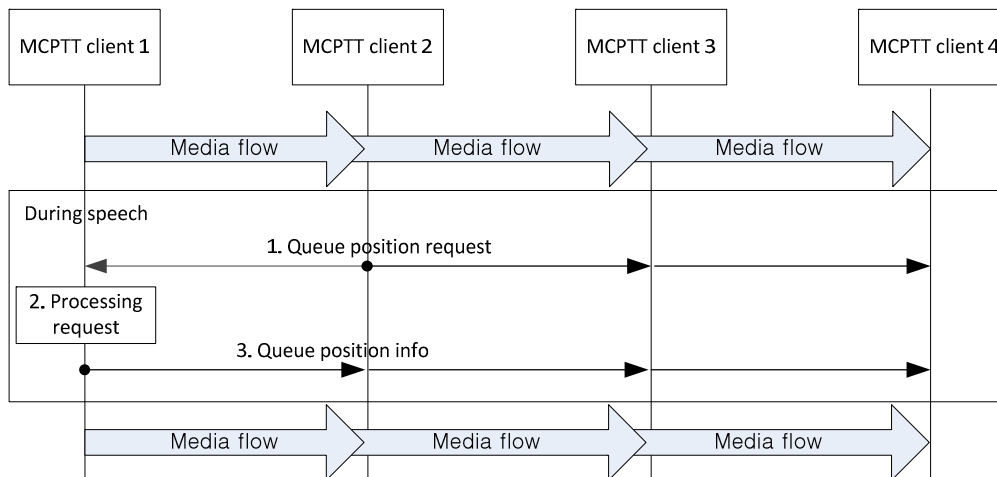 MCPTT client 1
MCPTT client 2
MCPTT client 3
MCPTT client 4
Media flow
Media flow
Media flow
During speech
1. Queue position request
2. Processing
request
3. Queue position info
Media flow
Media flow
Media flow